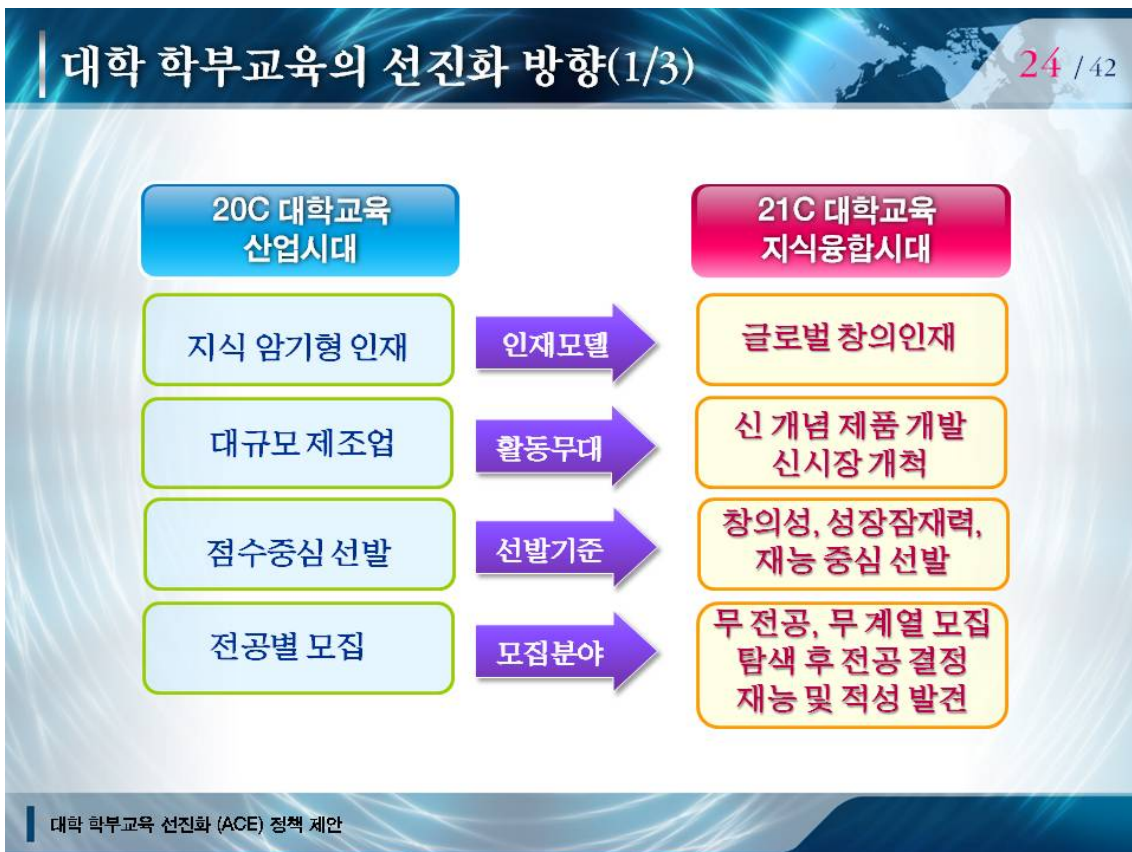 대학 학부교육의 선진화 방향(1/3)
24 / 42
20C 대학교육
산업시대
21C 대학교육
지식융합시대
지식 암기형 인재
인재모델
글로벌 창의인재
대규모 제조업
활동무대
신 개념 제품 개발
신시장 개척
점수중심 선발
선발기준
창의성, 성장잠재력,
재능 중심 선발
전공별 모집
모집분야
무 전공, 무 계열 모집
탐색 후 전공 결정
재능 및 적성 발견
대학 학부교육 선진화 (ACE) 정책 제안